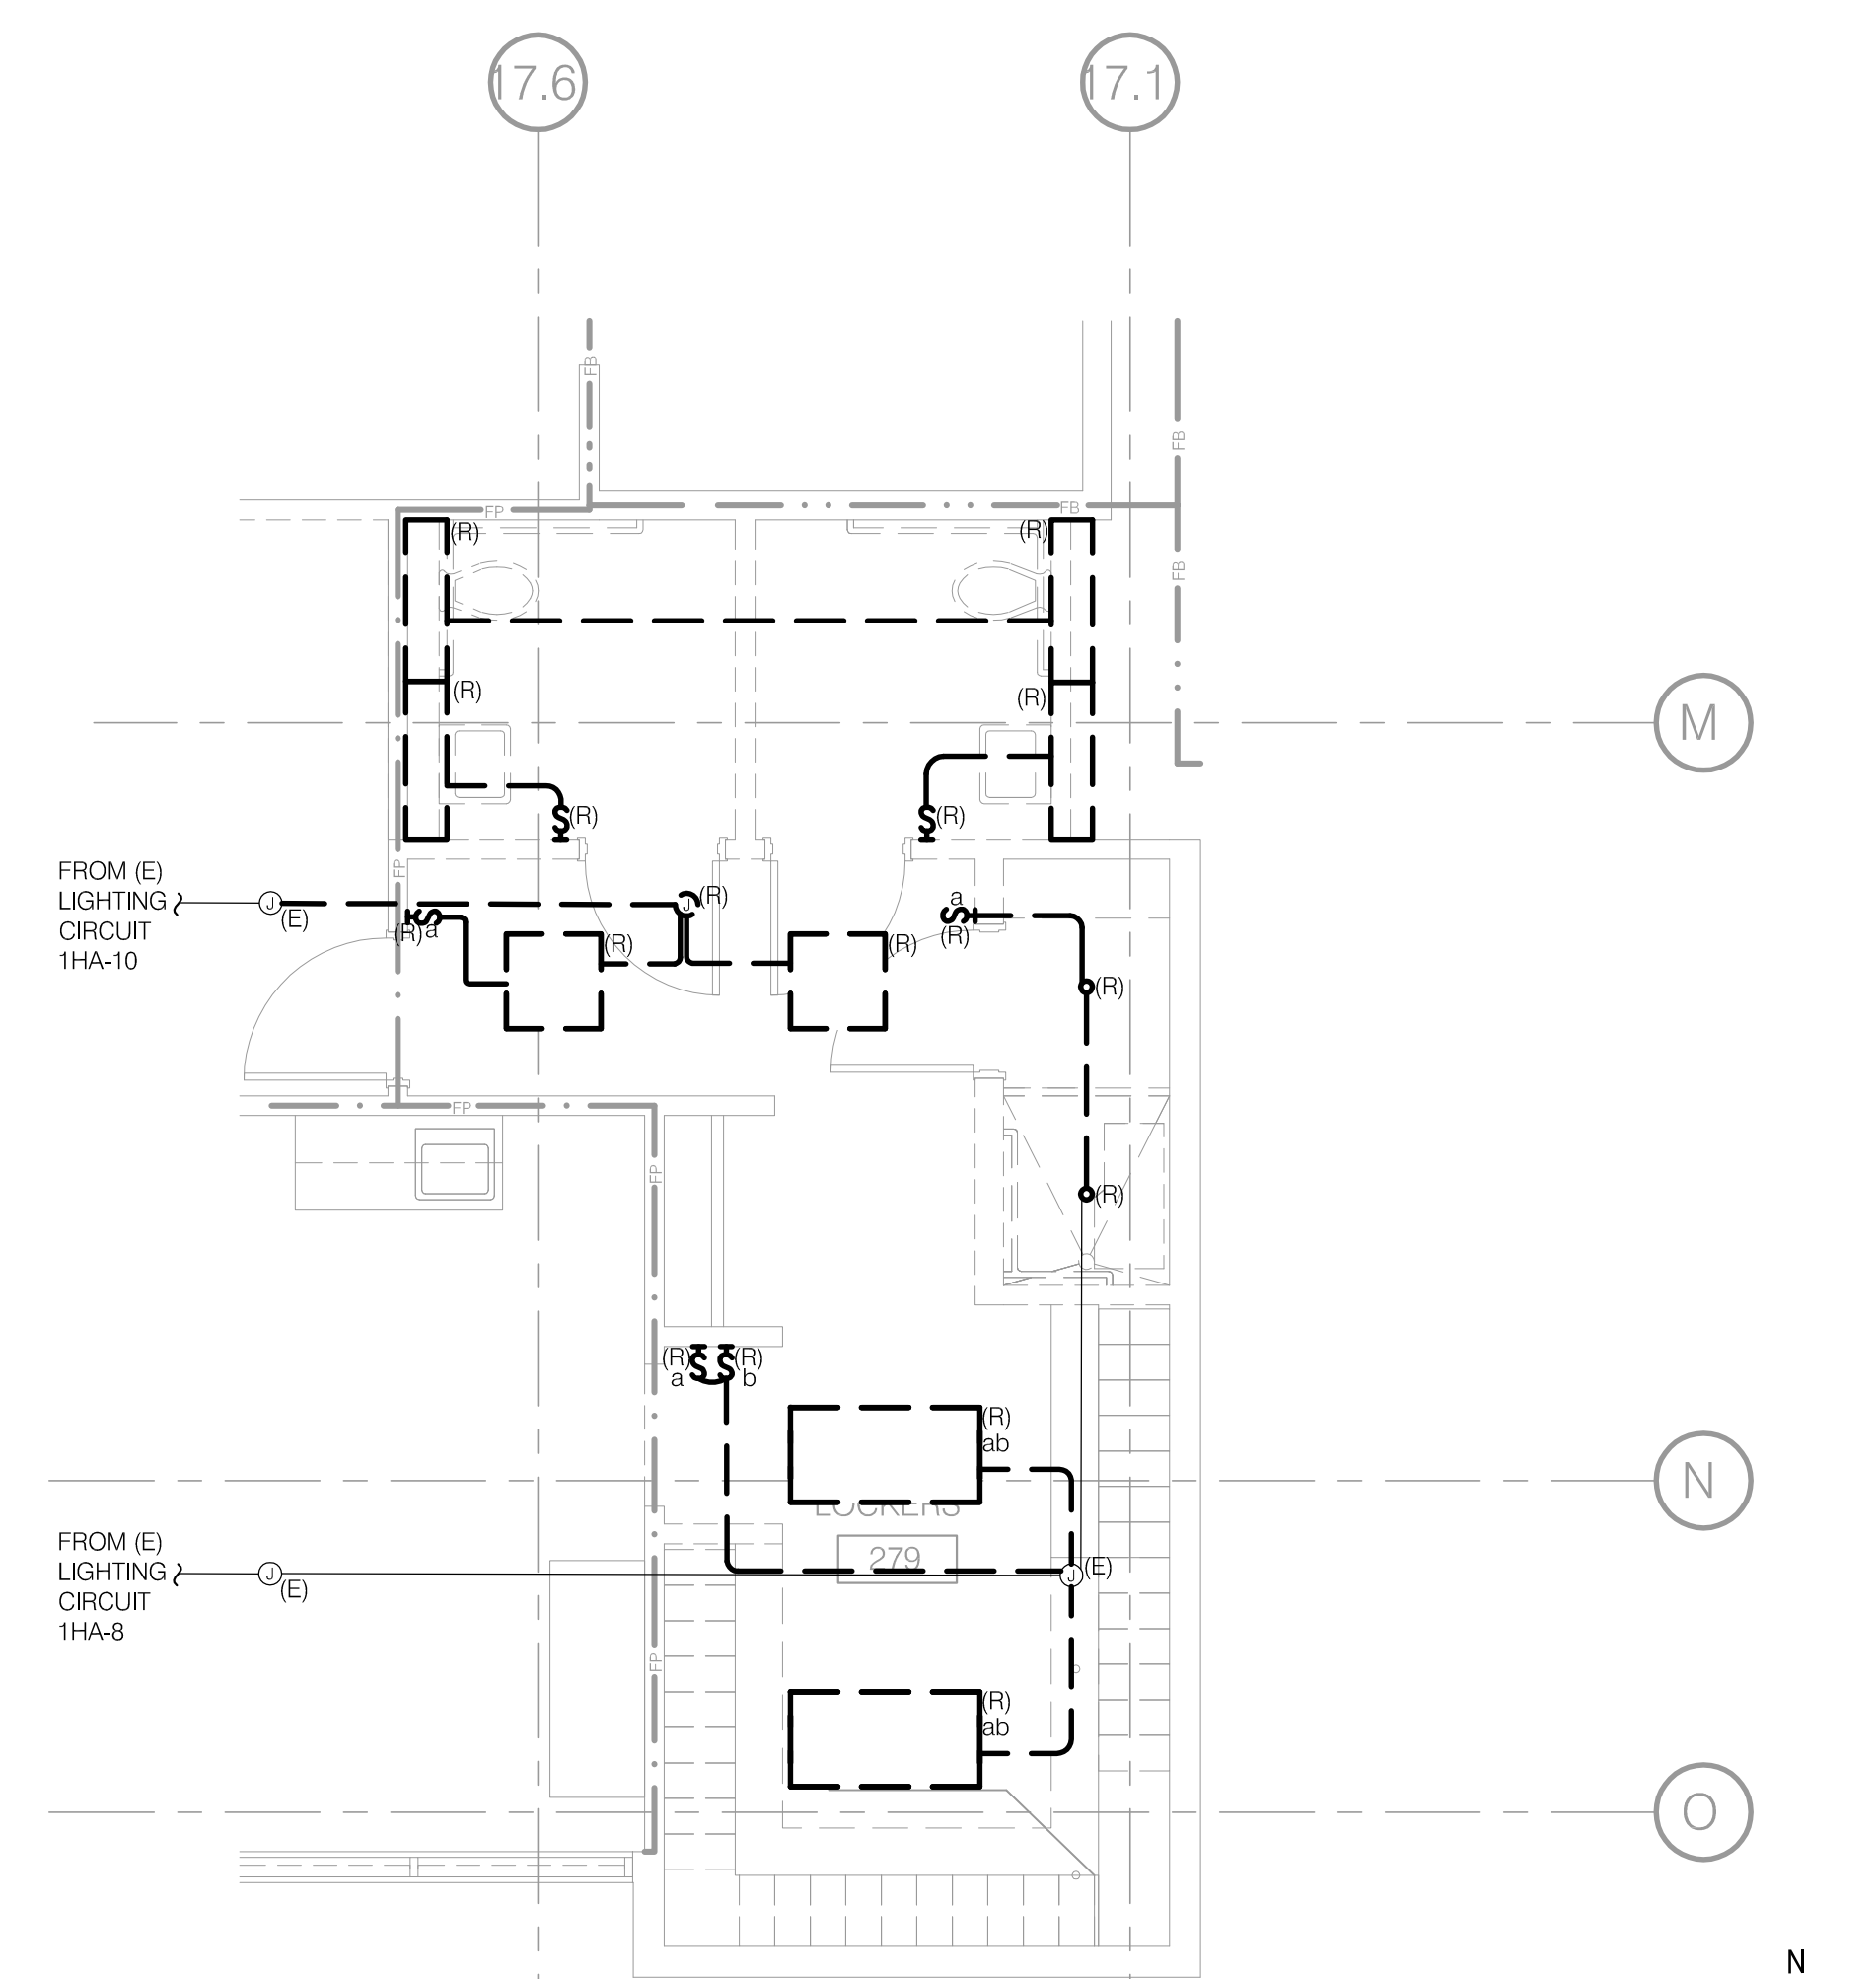 17.6
17.1
FB
FB
FP
FB
(R)
(R)
FB
(R)
(R)
M
(R)
(R)
FP
FROM (E)
LIGHTING
CIRCUIT
1HA-10
J
(E)
(R)
a
J
(R)
(R)
(R)
a
(R)
(R)
FP
FP
(R)
(R)
a
(R)
b
(R)
ab
N
LOCKERS
279
FROM (E)
LIGHTING
CIRCUIT
1HA-8
J
(E)
J
(E)
FP
(R)
ab
O
N